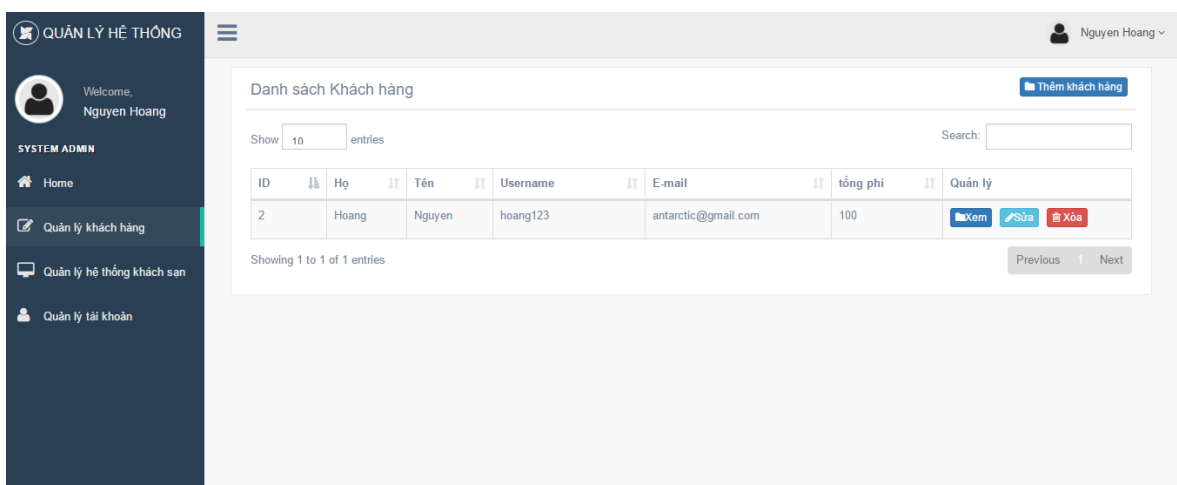 QUẢN LÝ HỆ THỐNG
Nguyen Hoang
Welcome,
Nguyen Hoang
SYSTEM ADMIN
Home
Quản lý khách hàng
Quản lý hệ thống khách sạn
Quản lý tài khoản
Danh sách Khách hàng
Thêm khách hàng
Show 10 entries
Search:
ID Họ Tên Username E-mail tổng phí Quản lý
2 Hoang Nguyen hoang123 antarctic@gmail.com 100 Xem Sửa Xóa
Showing 1 to 1 of 1 entries
Previous 1 Next